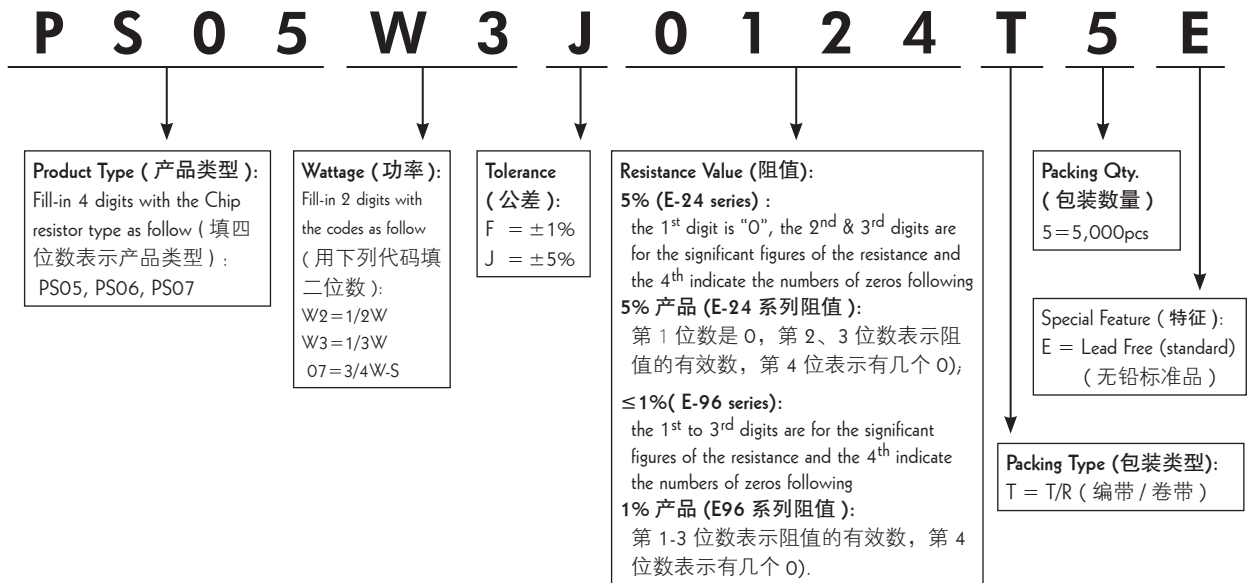 P S 0 5 W 3 J 0 1 2 4 T 5 E
Product Type ( 产品类型 ):
Fill-in 4 digits with the Chip
resistor type as follow ( 填四
位数表示产品类型 ) :
PS05, PS06, PS07
Wattage ( 功率 ):
Fill-in 2 digits with
the codes as follow
( 用下列代码填
二位数 ):
W2=1/2W
W3=1/3W
07=3/4W-S
Tolerance
( 公差 ):
F = ±1%
J = ±5%
Resistance Value (阻值):
5% (E-24 series) :
the 1st digit is “0”, the 2nd & 3rd digits are
for the significant figures of the resistance and
the 4th indicate the numbers of zeros following
5% 产品 (E-24 系列阻值 ):
第 1 位数是 0，第 2、3 位数表示阻
值的有效数，第 4 位表示有几个 0);
≤1%( E-96 series):
the 1st to 3rd digits are for the significant
figures of the resistance and the 4th indicate
the numbers of zeros following
1% 产品 (E96 系列阻值 ):
第 1-3 位数表示阻值的有效数，第 4
位数表示有几个 0).
Packing Qty.
( 包装数量 )
5=5,000pcs
Special Feature ( 特征 ):
E = Lead Free (standard)
( 无铅标准品 )
Packing Type (包装类型):
T = T/R ( 编带 / 卷带 )